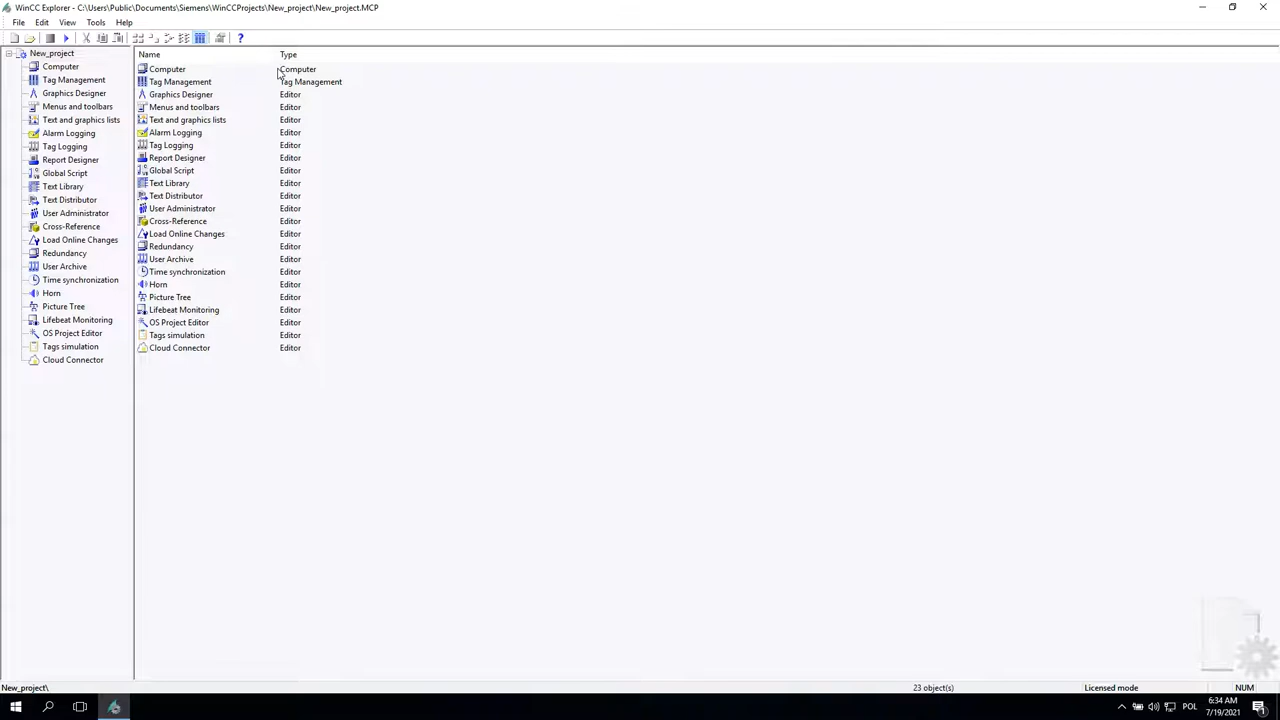 WinCC Explorer - C:\Users\Public\Documents\Siemens\WinCCProjects\New_project\New_project.MCP
File Edit View Tools Help
New_project
Computer
Tag Management
Graphics Designer
Menus and toolbars
Text and graphics lists
Alarm Logging
Tag Logging
Report Designer
Global Script
Text Library
Text Distributor
User Administrator
Cross-Reference
Load Online Changes
Redundancy
User Archive
Time synchronization
Horn
Picture Tree
Lifebeat Monitoring
OS Project Editor
Tags simulation
Cloud Connector
Name Type
Computer Computer
Tag Management Tag Management
Graphics Designer Editor
Menus and toolbars Editor
Text and graphics lists Editor
Alarm Logging Editor
Tag Logging Editor
Report Designer Editor
Global Script Editor
Text Library Editor
Text Distributor Editor
User Administrator Editor
Cross-Reference Editor
Load Online Changes Editor
Redundancy Editor
User Archive Editor
Time synchronization Editor
Horn Editor
Picture Tree Editor
Lifebeat Monitoring Editor
OS Project Editor Editor
Tags simulation Editor
Cloud Connector Editor
New_project\ 23 object(s) Licensed mode NUM
POL 6:34 AM
7/19/2021